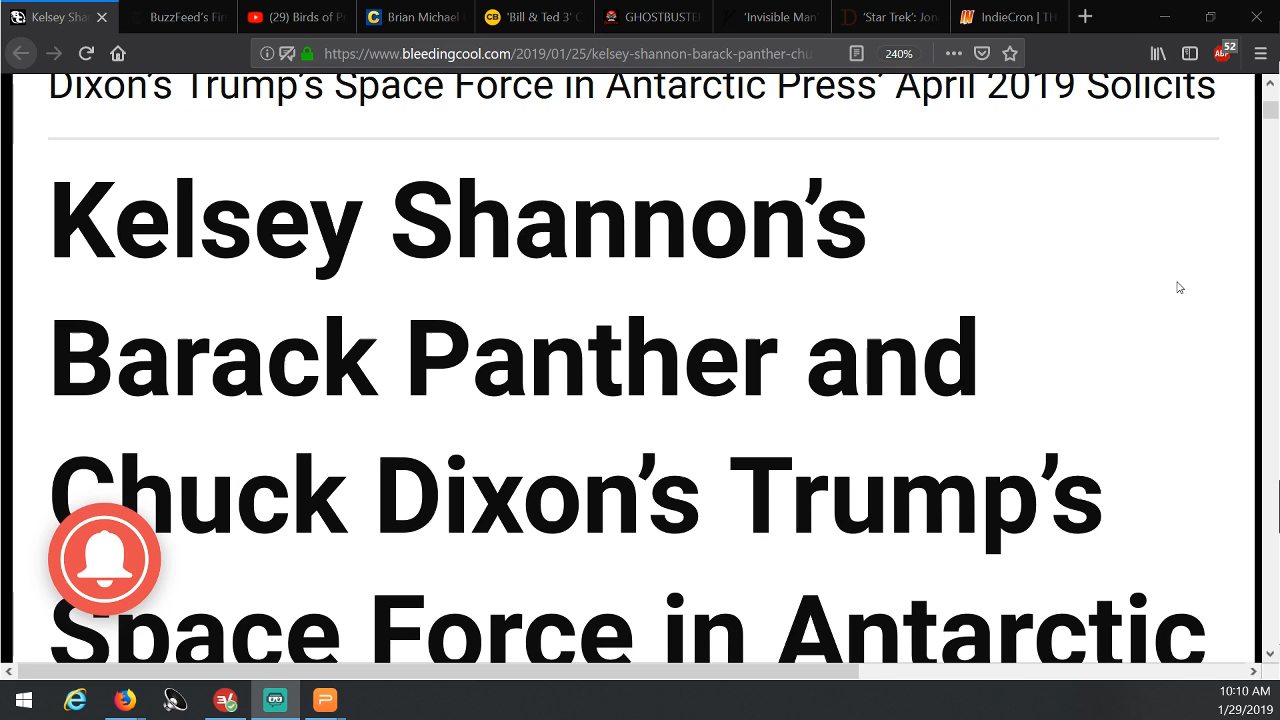 Kelsey Sha
BuzzFeed's Fir
(29) Birds of Pr
Brian Michael
'Bill & Ted 3' C
GHOSTBUSTE
'Invisible Man
'Star Trek': Jon
IndieCron | TH
https://www.bleedingcool.com/2019/01/25/kelsey-shannon-barack-panther-chu
240%
ABP
52
Dixon's Trump's Space Force in Antarctic Press' April 2019 Solicits
Kelsey Shannon's
Barack Panther and
Chuck Dixon's Trump's
Space Force in Antarctic
10:10 AM
1/29/2019